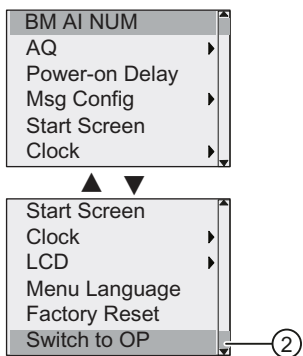 BM AI NUM
AQ
Power-on Delay
Msg Config
Start Screen
Clock
Start Screen
Clock
LCD
Menu Language
Factory Reset
Switch to OP
2